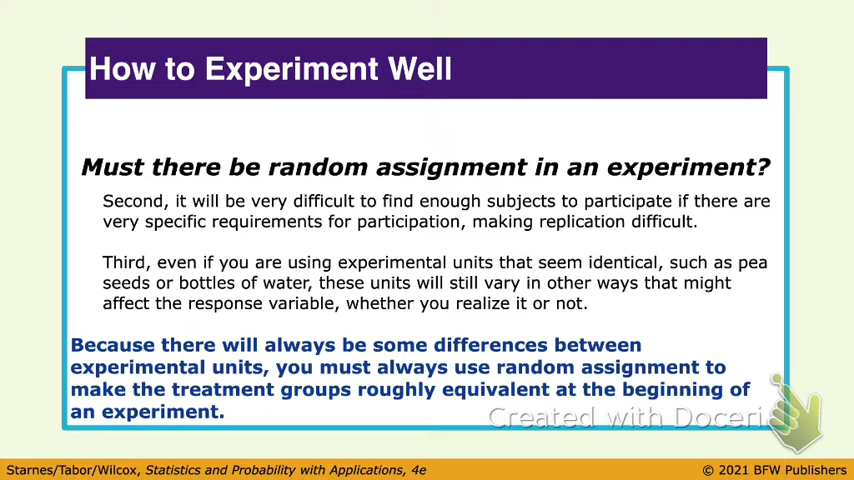 How to Experiment Well
Must there be random assignment in an experiment?
Second, it will be very difficult to find enough subjects to participate if there are
very specific requirements for participation, making replication difficult.
Third, even if you are using experimental units that seem identical, such as pea
seeds or bottles of water, these units will still vary in other ways that might
affect the response variable, whether you realize it or not.
Because there will always be some differences between
experimental units, you must always use random assignment to
make the treatment groups roughly equivalent at the beginning of
an experiment.
Created with Doceri
Starnes/Tabor/Wilcox, Statistics and Probability with Applications, 4e
© 2021 BFW Publishers